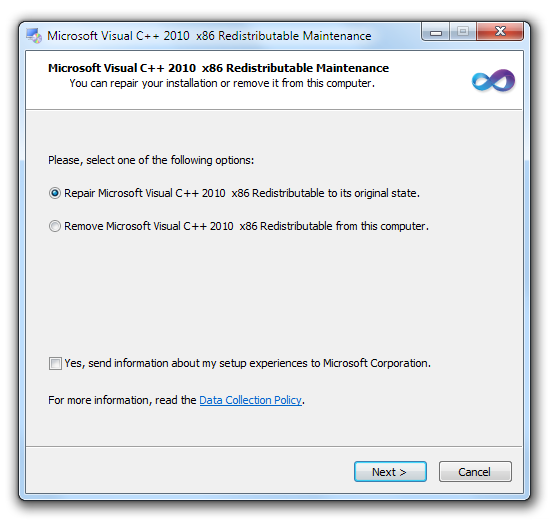 Microsoft Visual C++ 2010  x86 Redistributable Maintenance
Microsoft Visual C++ 2010  x86 Redistributable Maintenance
You can repair your installation or remove it from this computer.
Please, select one of the following options:
Repair Microsoft Visual C++ 2010  x86 Redistributable to its original state.
Remove Microsoft Visual C++ 2010  x86 Redistributable from this computer.
Yes, send information about my setup experiences to Microsoft Corporation.
For more information, read the Data Collection Policy.
Next >
Cancel